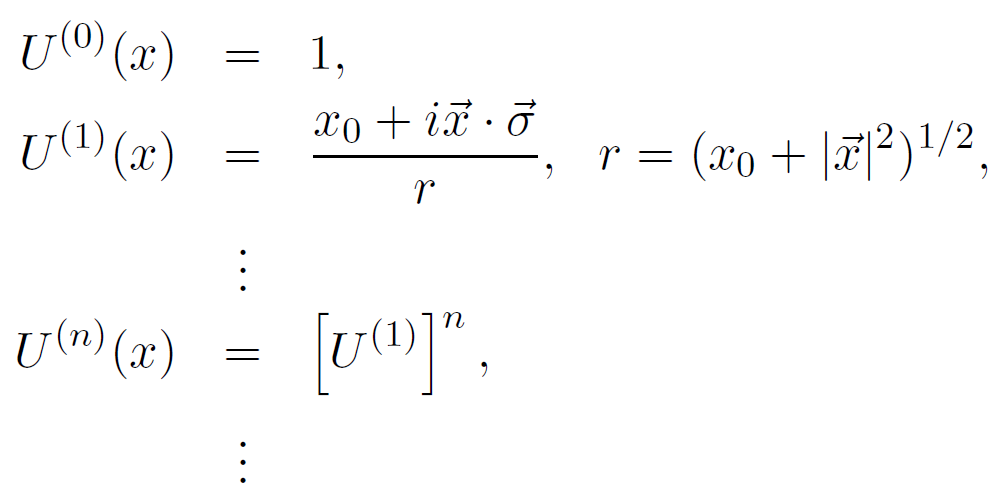 U^{(0)}(x) = 1,
U^{(1)}(x) = \frac{x_0 + i\vec{x} \cdot \vec{\sigma}}{r}, r = (x_0 + |\vec{x}|^2)^{1/2},
⋮
U^{(n)}(x) = [U^{(1)}]^n,
⋮